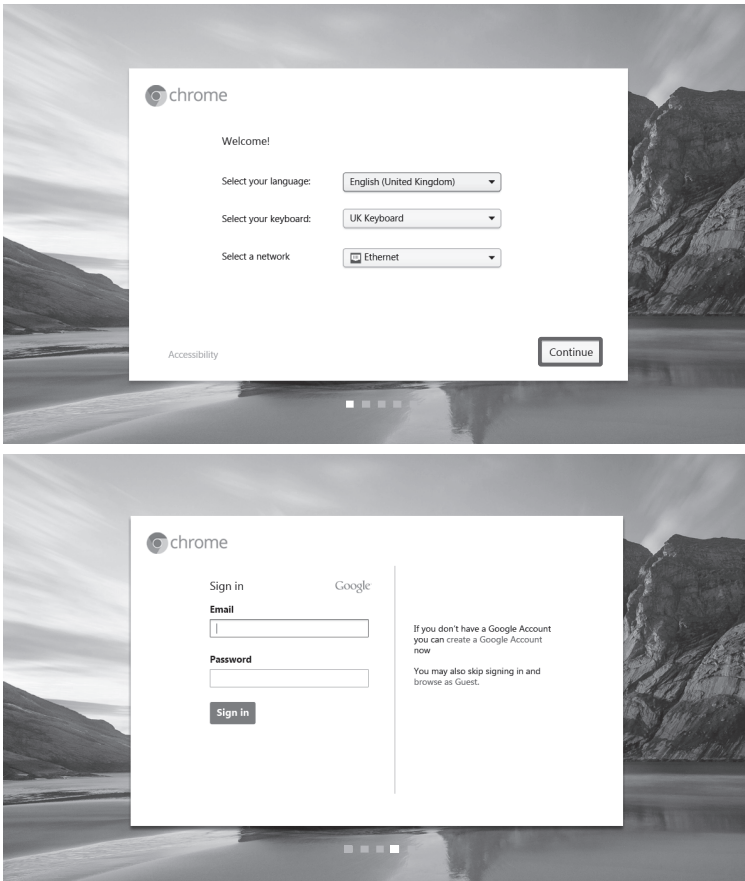 chrome
Welcome!
Select your language: English (United Kingdom)
Select your keyboard: UK Keyboard
Select a network Ethernet
Accessibility
Continue
chrome
Sign in Google
Email
Password
Sign in
If you don't have a Google Account
you can create a Google Account
now
You may also skip signing in and
browse as Guest.